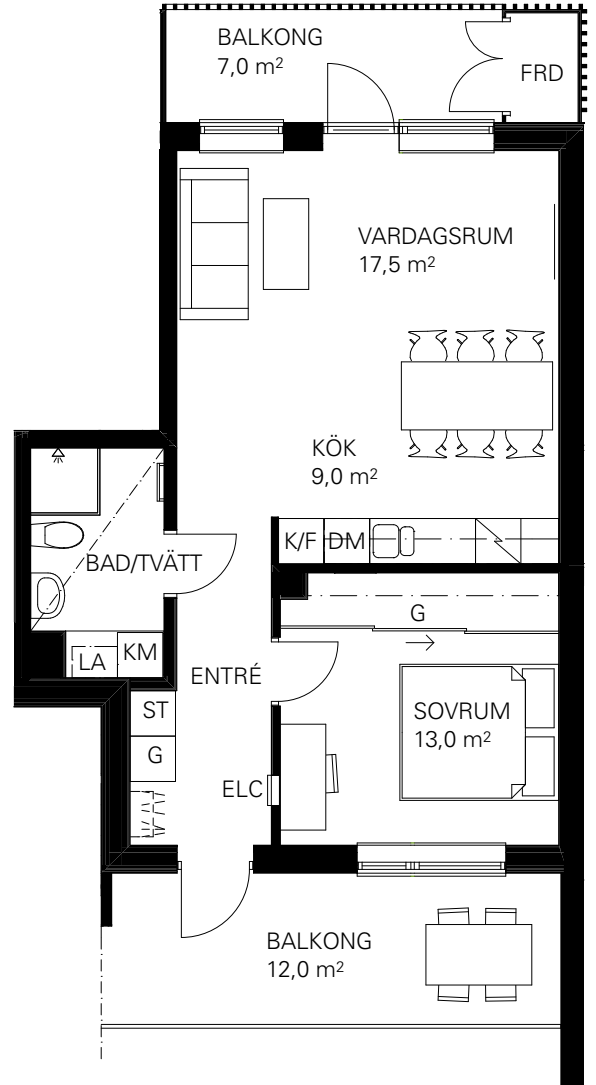 BALKONG
7,0 m²
FRD
VARDAGSRUM
17,5 m²
KÖK
9,0 m²
K/F
DM
BAD/TVÄTT
G
LA
KM
ENTRÉ
ST
SOVRUM
13,0 m²
G
ELC
BALKONG
12,0 m²